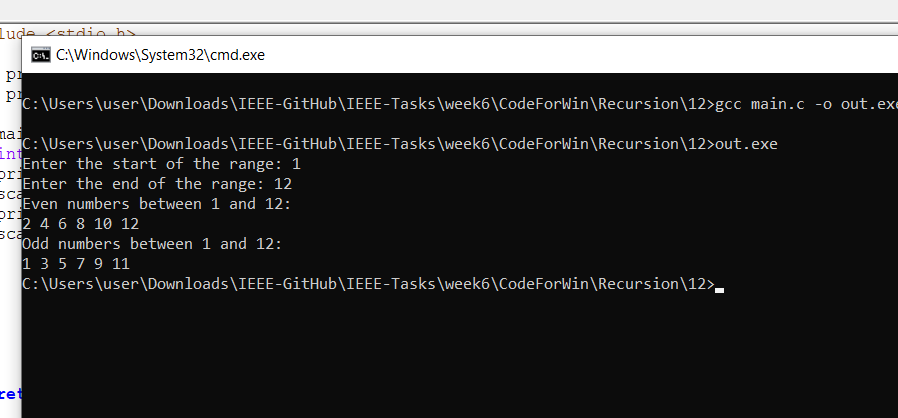 lude <stdio.h>
C:\Windows\System32\cmd.exe
pr
pr
C:\Users\user\Downloads\IEEE-GitHub\IEEE-Tasks\week6\CodeForWin\Recursion\12>gcc main.c -o out.exe
mai
C:\Users\user\Downloads\IEEE-GitHub\IEEE-Tasks\week6\CodeForWin\Recursion\12>out.exe
int
Enter the start of the range: 1
pri
Enter the end of the range: 12
sca
Even numbers between 1 and 12:
pri
2 4 6 8 10 12
sca
Odd numbers between 1 and 12:
1 3 5 7 9 11
C:\Users\user\Downloads\IEEE-GitHub\IEEE-Tasks\week6\CodeForWin\Recursion\12>
ret